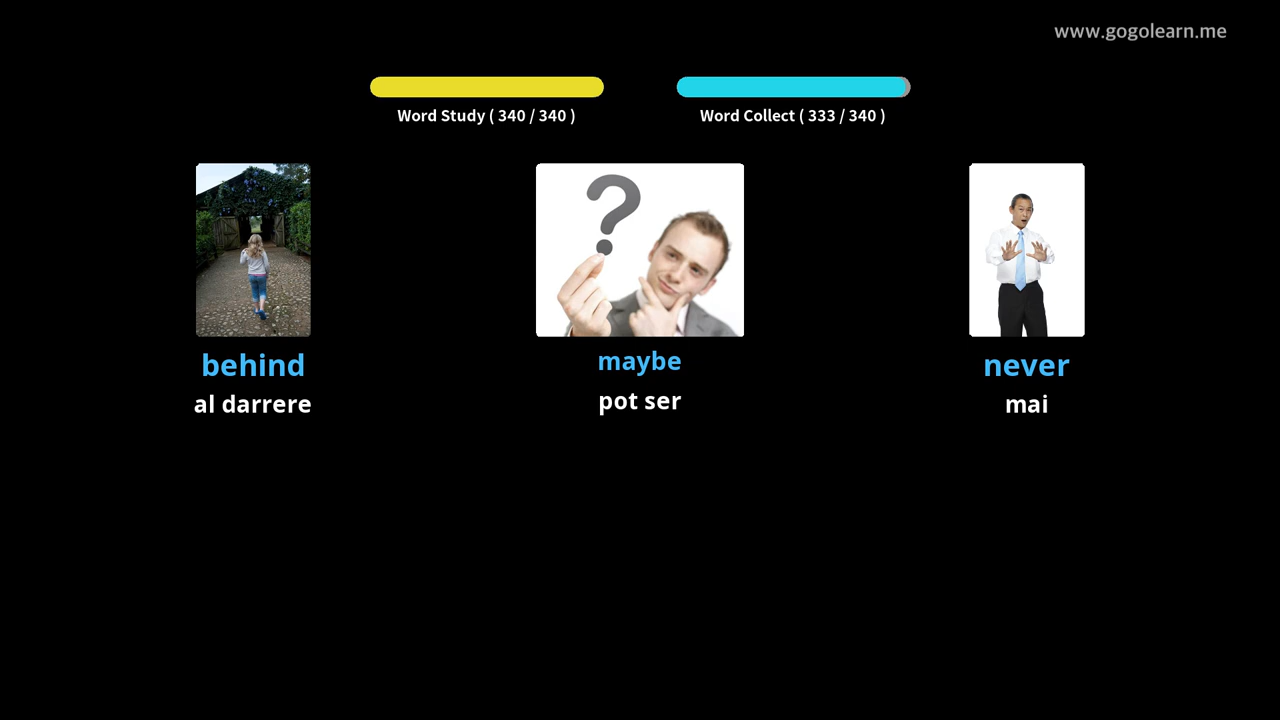 www.gogolearn.me
Word Study ( 340 / 340 )
Word Collect ( 333 / 340 )
behind
al darrere
maybe
pot ser
never
mai